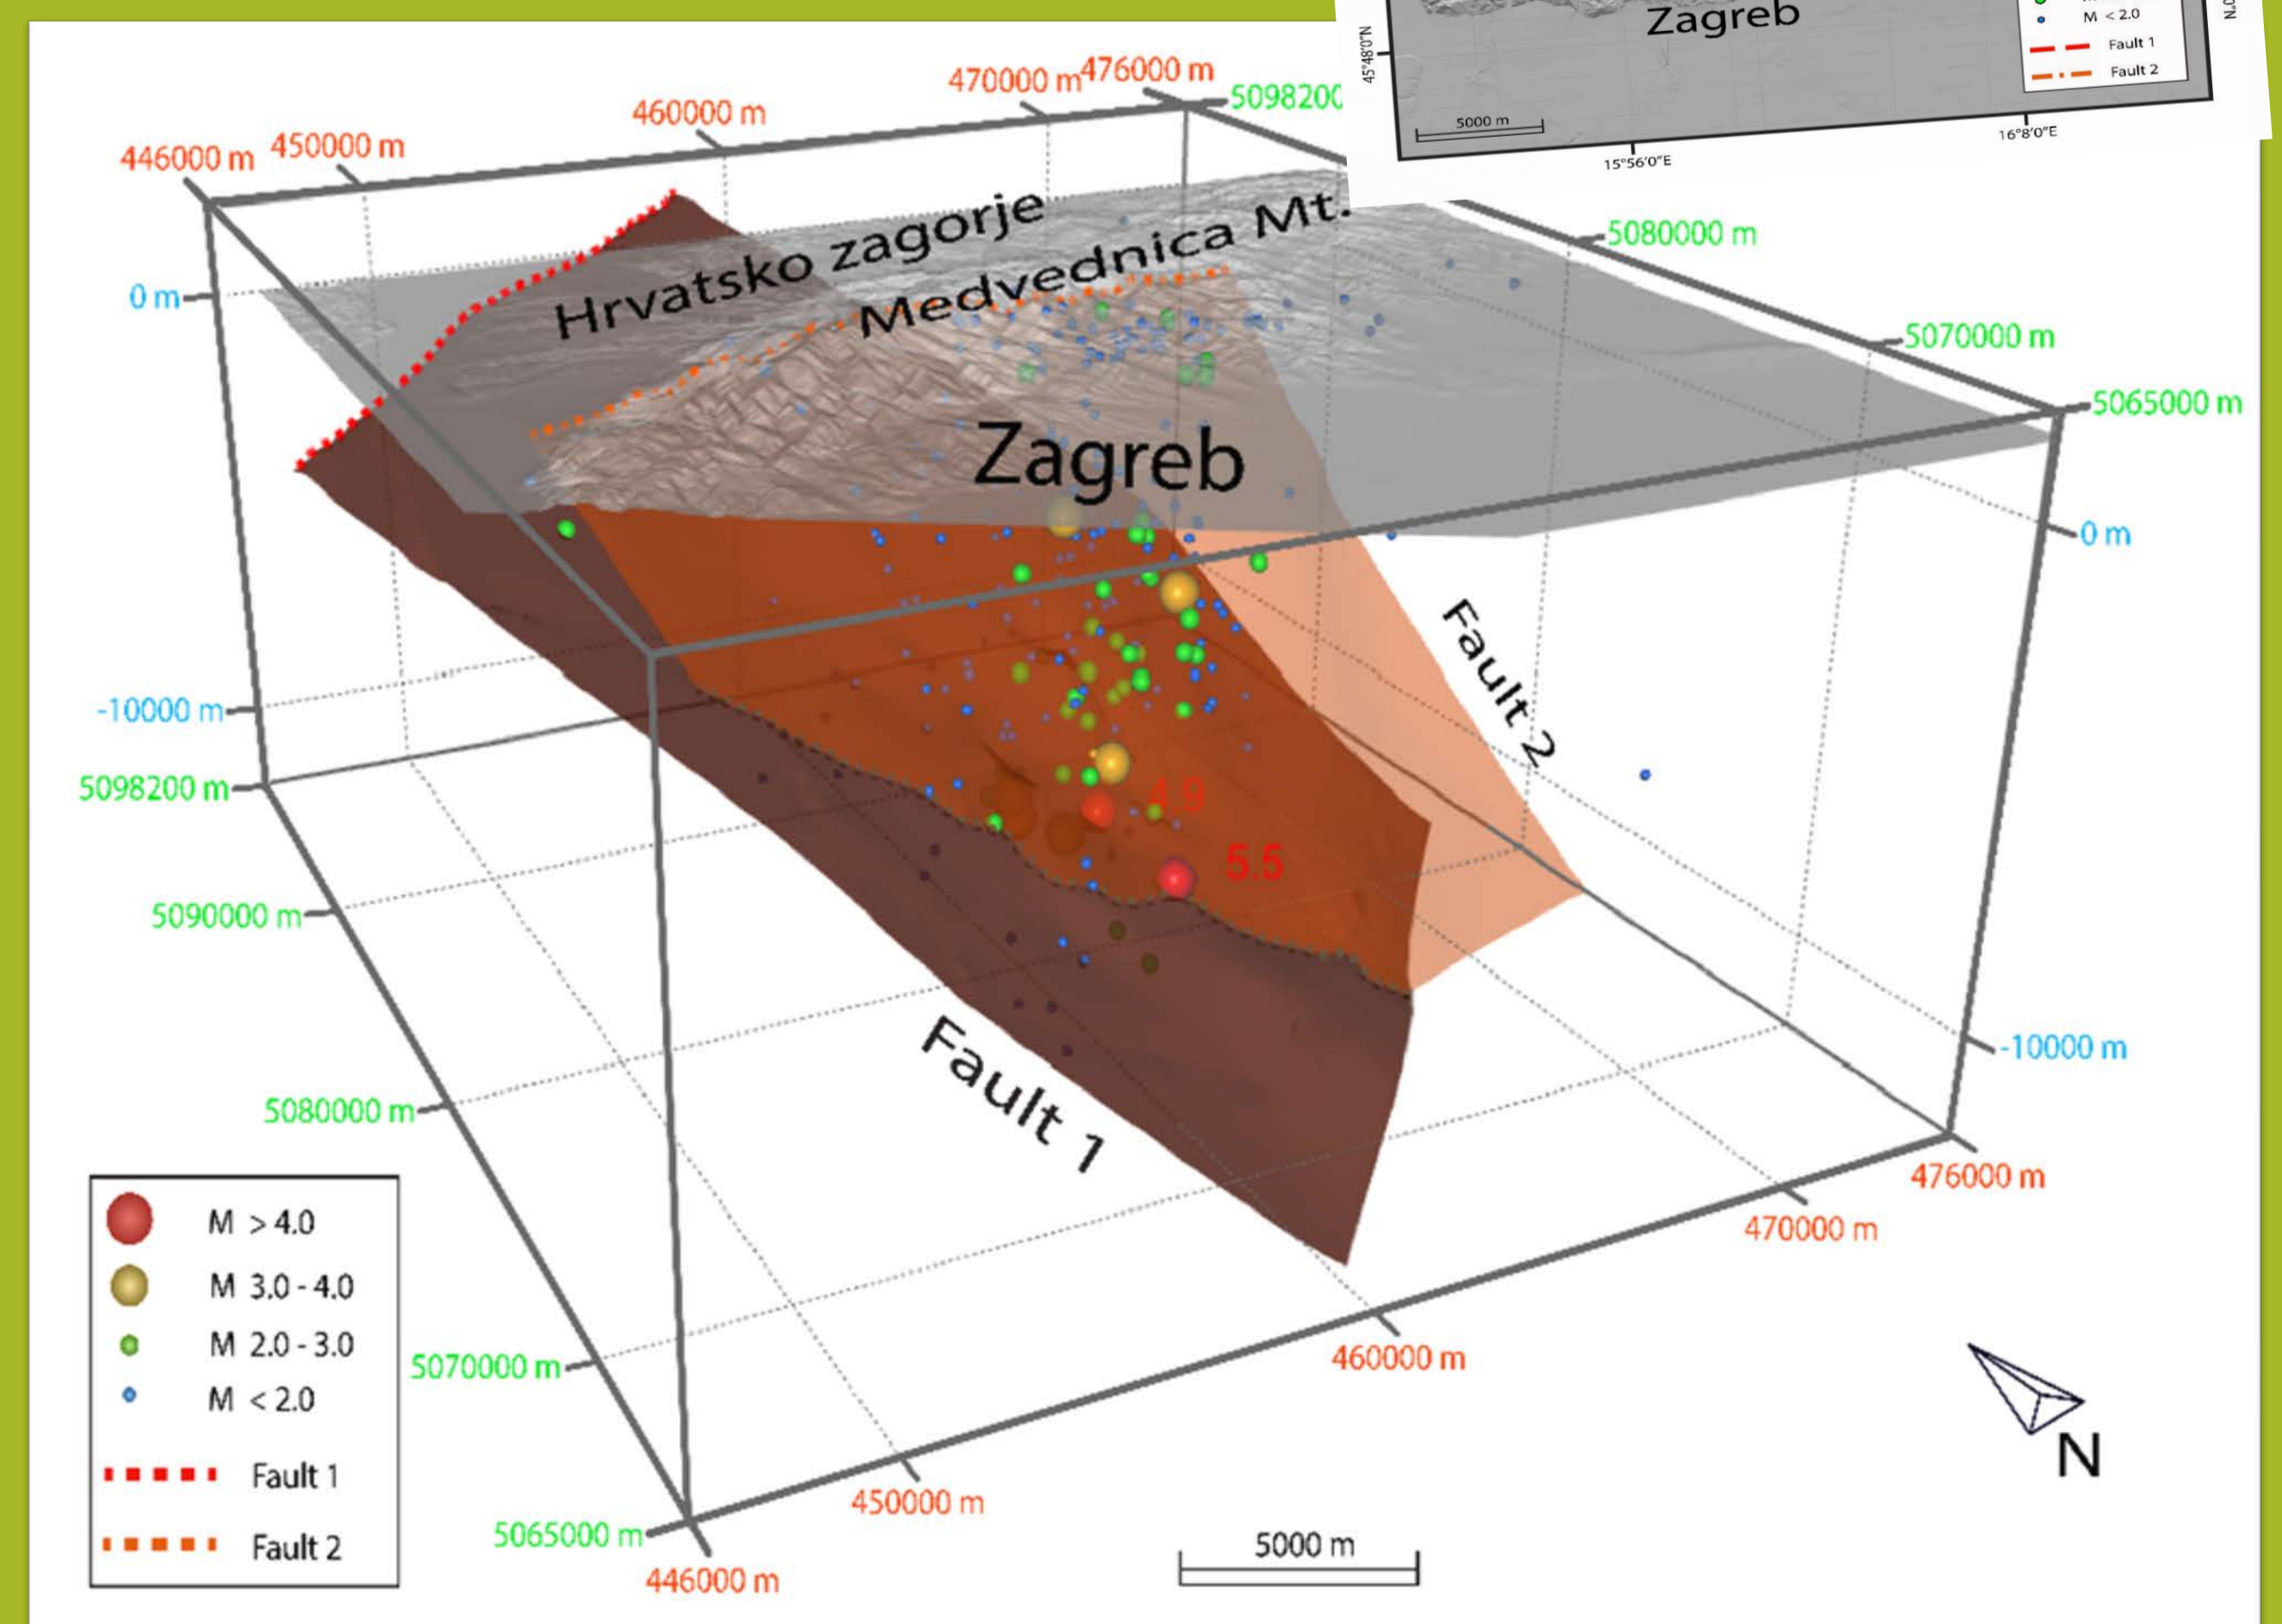 Zagreb
M < 2.0
Fault 1
Fault 2
45°48'0"N
5000 m
15°56'0"E
16°8'0"E
446000 m
450000 m
460000 m
470000 m
476000 m
5098200
5080000 m
5070000 m
5065000 m
0 m
0 m
Hrvatsko zagorje
Medvednica Mt.
Zagreb
Fault 2
4.9
5.5
Fault 1
-10000 m
5098200 m
5090000 m
5080000 m
5070000 m
5065000 m
446000 m
450000 m
460000 m
470000 m
476000 m
-10000 m
M > 4.0
M 3.0 - 4.0
M 2.0 - 3.0
M < 2.0
Fault 1
Fault 2
5000 m
N